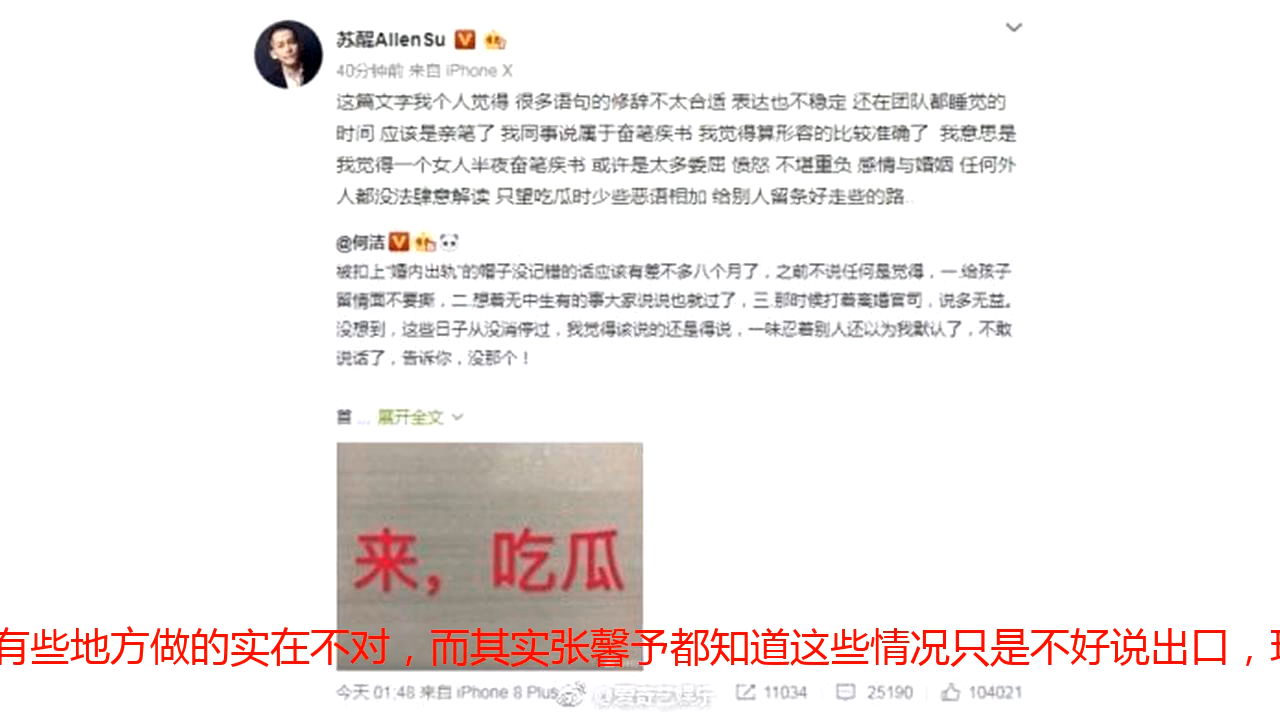 苏醒AllenSu
40分钟前 来自 iPhone X
这篇文字我个人觉得 很多语句的修辞不太合适 表达也不稳定 还在团队都睡觉的
时间 应该是亲笔了 我同事说属于奋笔疾书 我觉得算形容的比较准确了 我意思是
我觉得一个女人半夜奋笔疾书 或许是太多委屈 愤怒 不堪重负 感情与婚姻 任何外
人都没法肆意解读 只望吃瓜时少些恶语相加 给别人留条好走些的路..
@何洁
被扣上“婚内出轨”的帽子没记错的话应该有差不多八个月了，之前不说任何是觉得，一.给孩子
留情面不要撕，二.想着无中生有的事大家说说也就过了，三.那时候打着离婚官司，说多无益。
没想到，这些日子从没消停过，我觉得该说的还是得说，一味忍着别人还以为我默认了，不敢
说话了，告诉你，没那个！
首 ... 展开全文
来，吃瓜
有些地方做的实在不对，而其实张馨予都知道这些情况只是不好说出口，
今天 01:48 来自 iPhone 8 Plus 11034 25190 104021
@爱奇艺娱乐